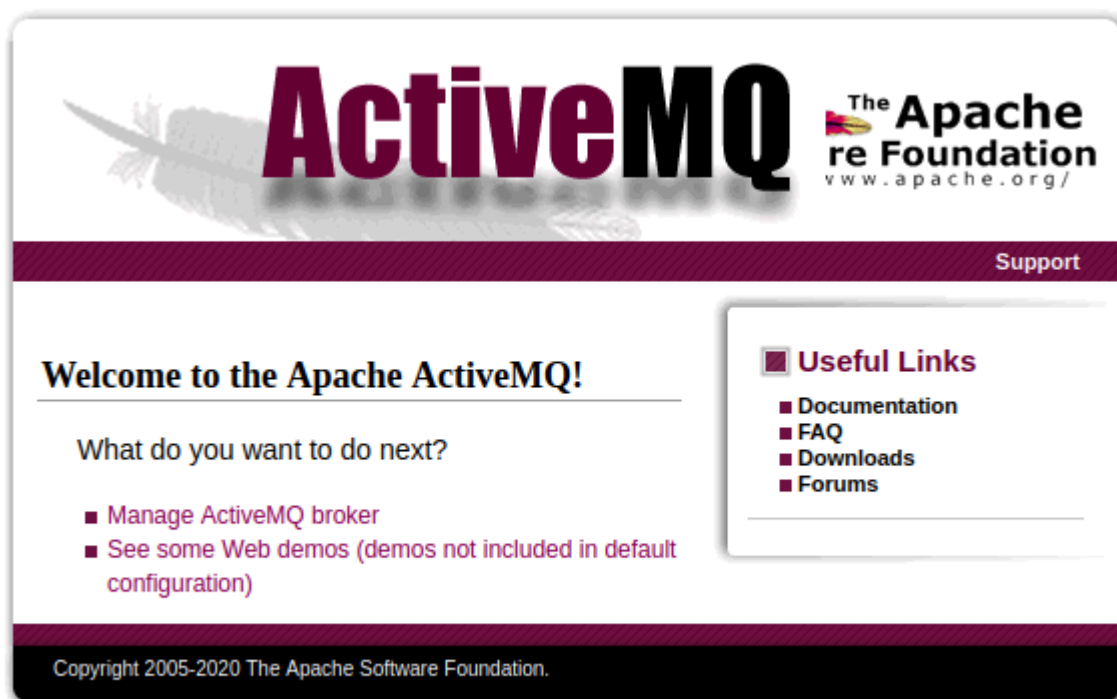 ActiveMQ
The Apache
re Foundation
www.apache.org/
Support
Welcome to the Apache ActiveMQ!
What do you want to do next?
Manage ActiveMQ broker
See some Web demos (demos not included in default
configuration)
Useful Links
Documentation
FAQ
Downloads
Forums
Copyright 2005-2020 The Apache Software Foundation.